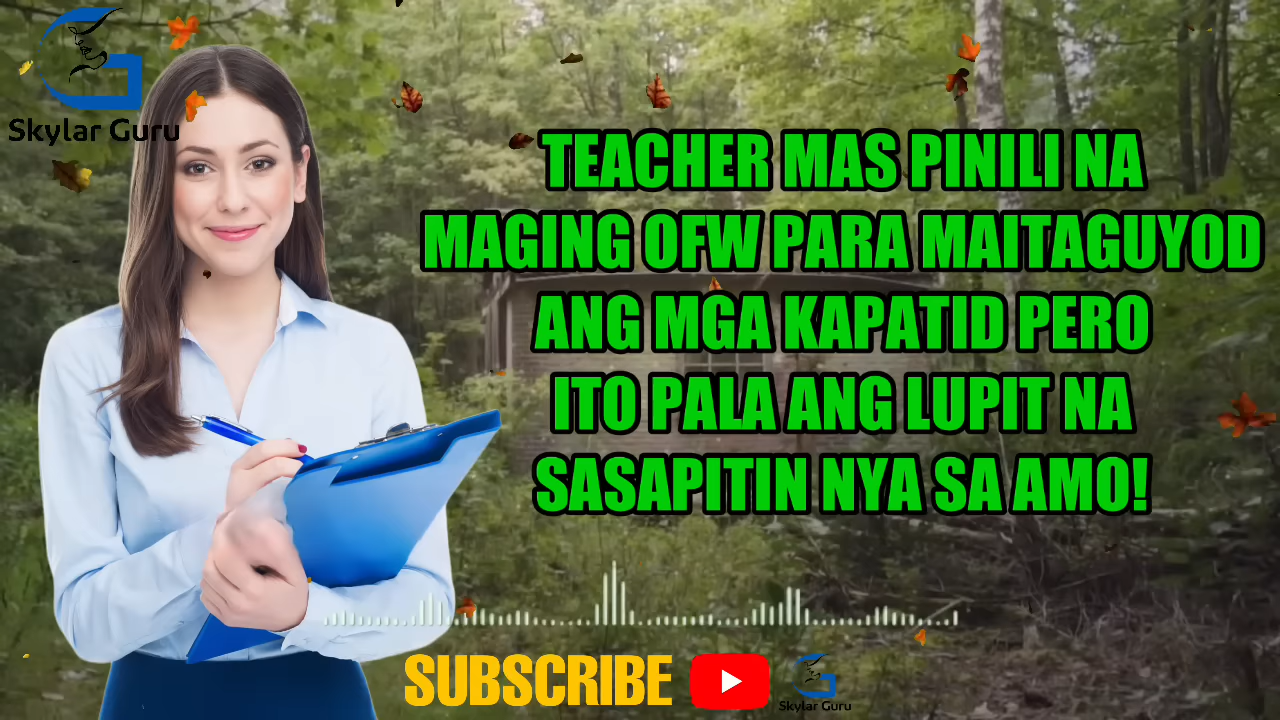 Skylar Guru
TEACHER MAS PINILI NA
MAGING OFW PARA MAITAGUYOD
ANG MGA KAPATID PERO
ITO PALA ANG LUPIT NA
SASAPITIN NYA SA AMO!
SUBSCRIBE
Skylar Guru